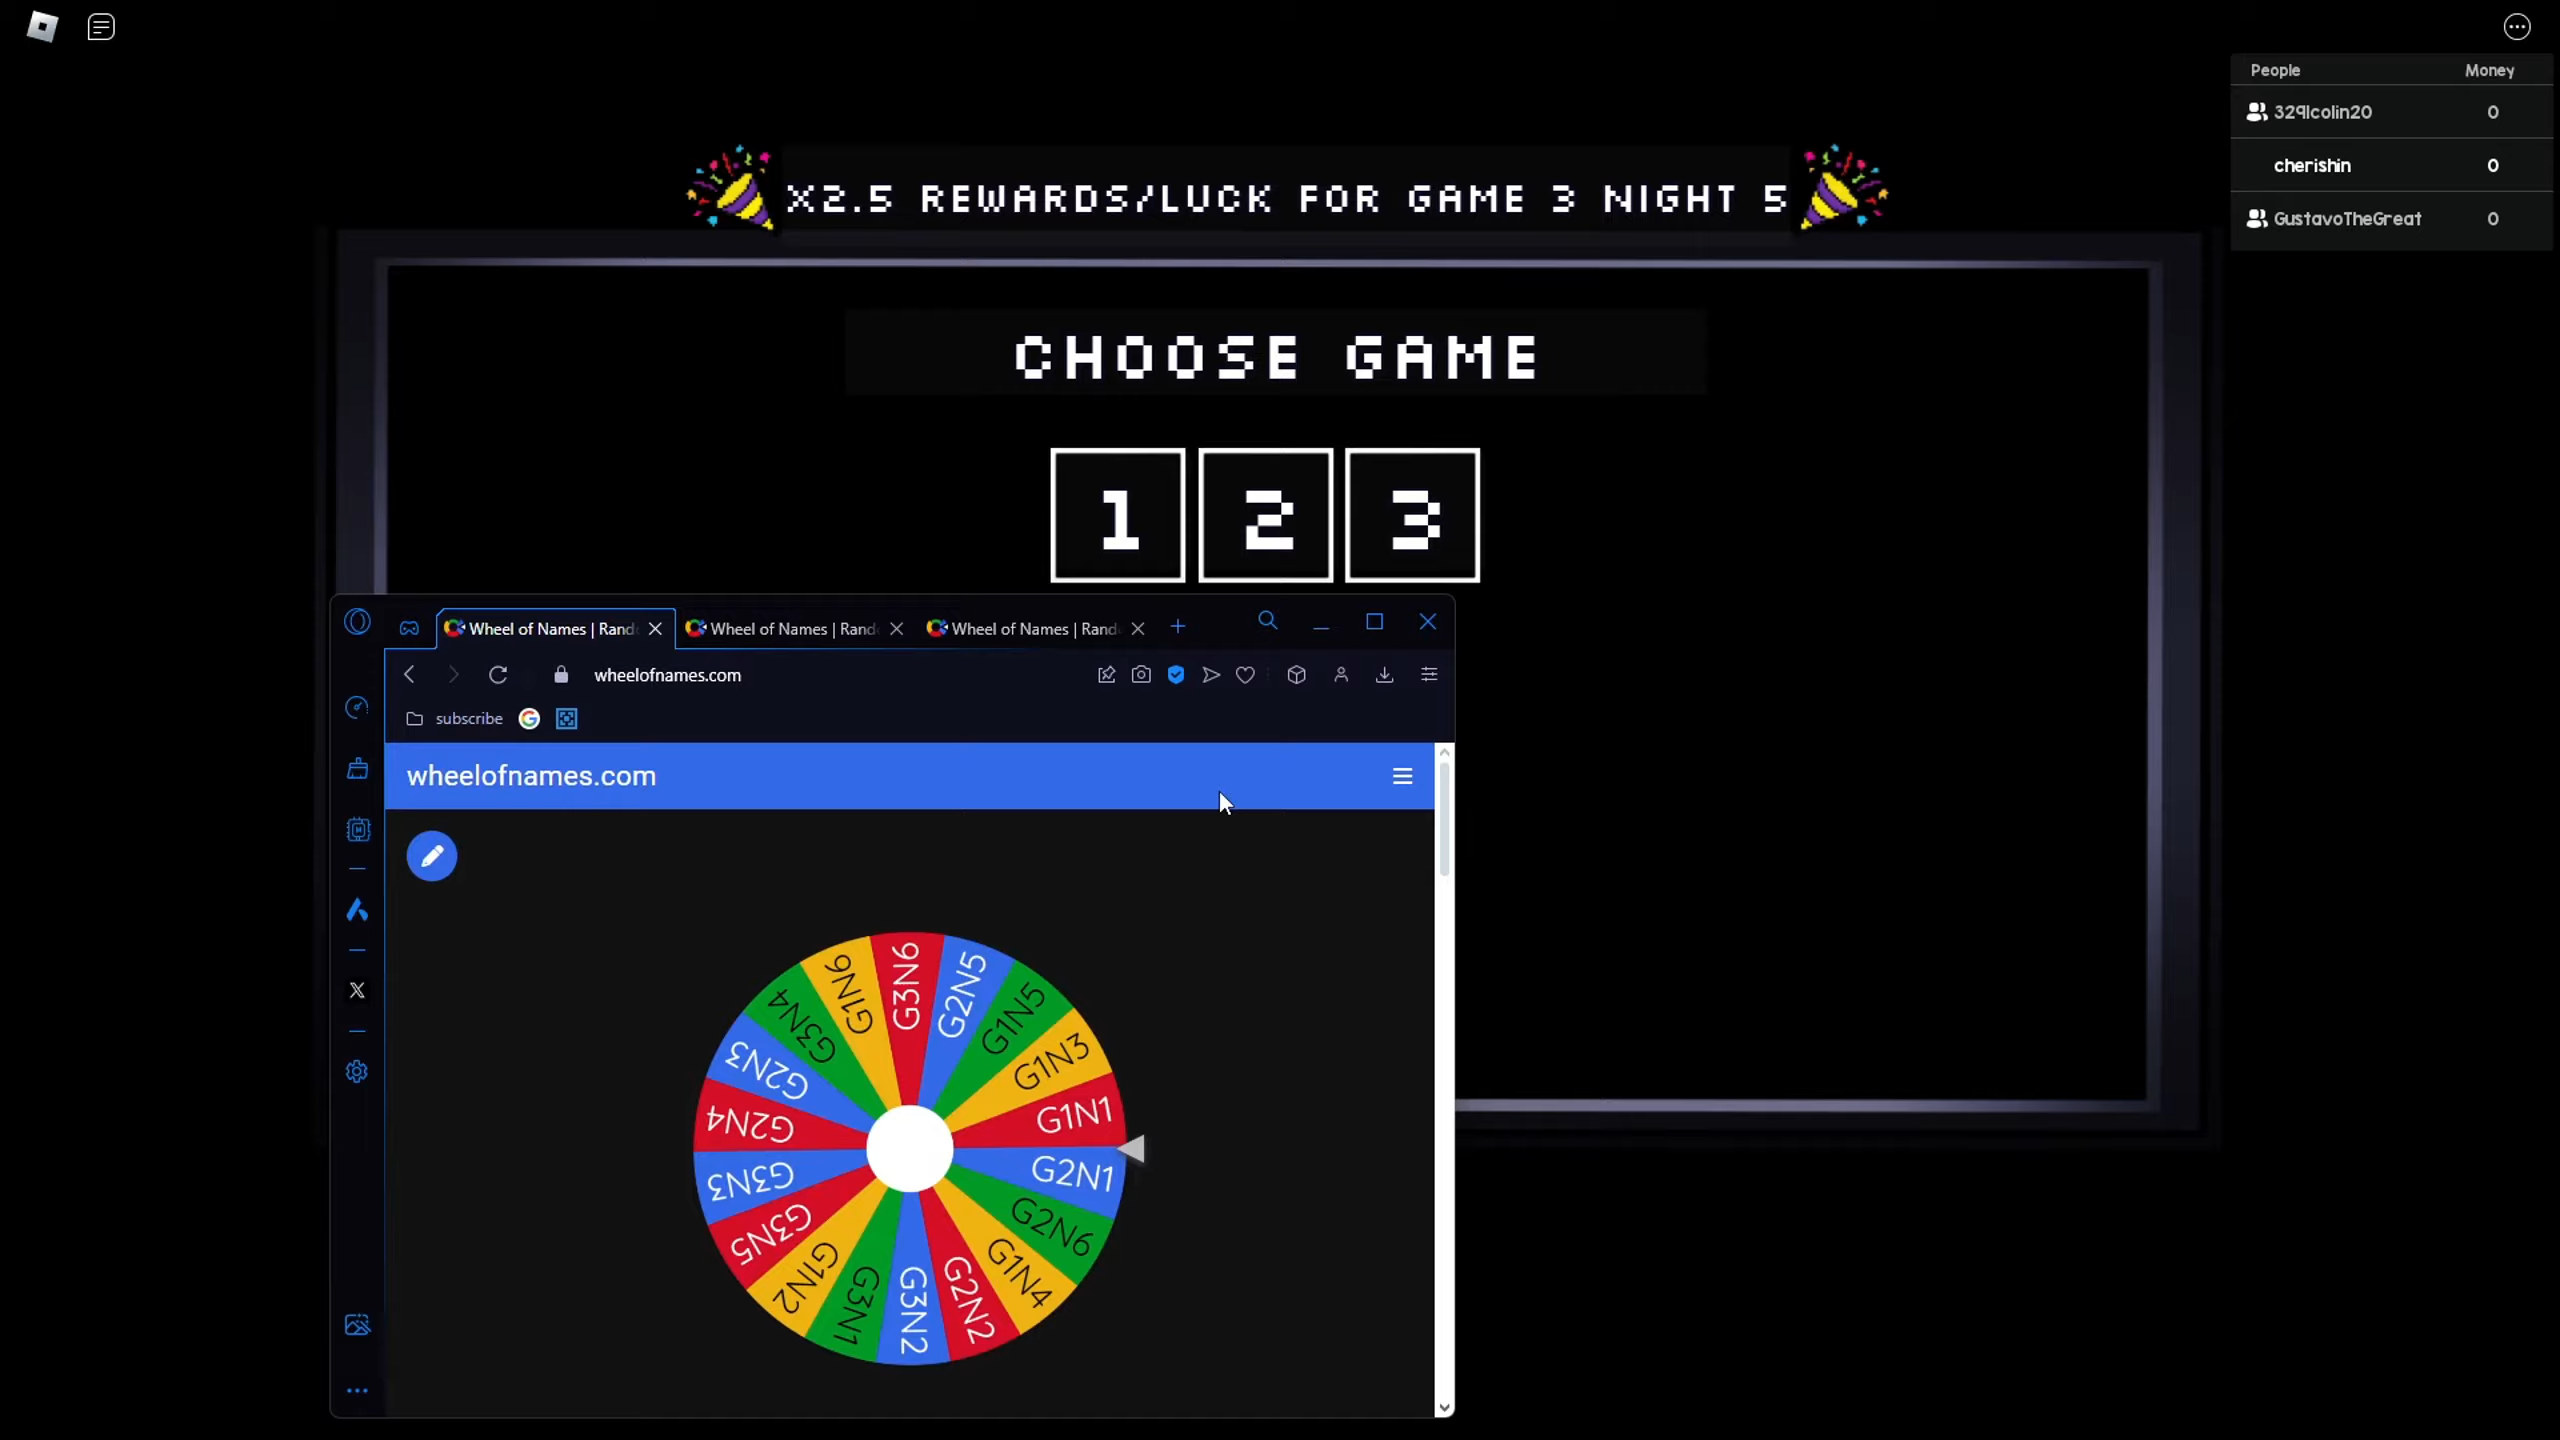 People Money
329lcolin20 0
cherishin 0
GustavoTheGreat 0
X2.5 REWARDS/LUCK FOR GAME 3 NIGHT 5
CHOOSE GAME
1 2 3
Wheel of Names | Rand
Wheel of Names | Rand
Wheel of Names | Rand
wheelofnames.com
subscribe
wheelofnames.com
G3N6
G2N5
G1N5
G1N3
G1N1
G2N1
G2N6
G1N4
G2N2
G3N2
G3N1
G1N2
G3N5
G3N3
G2N4
G2N3
G3N4
G1N6